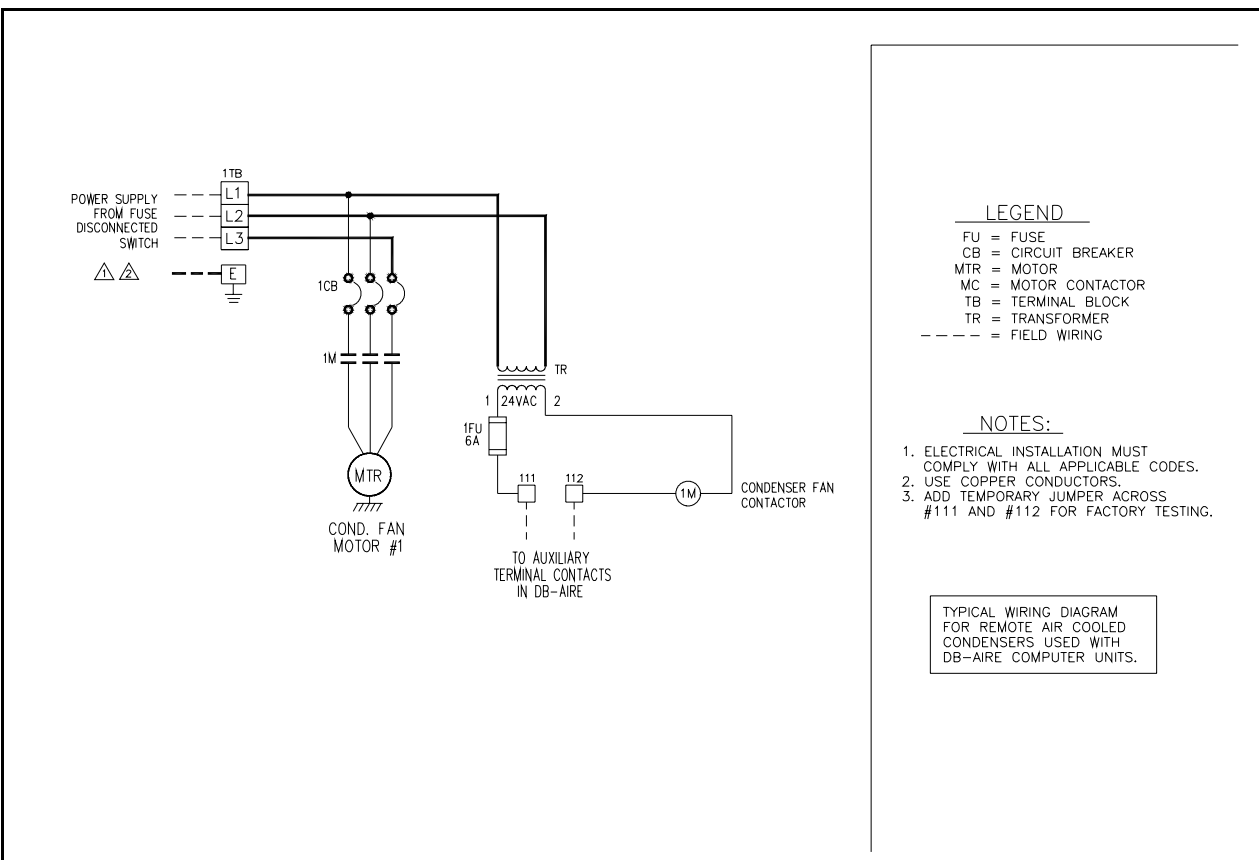 1TB
POWER SUPPLY
FROM FUSE
DISCONNECTED
SWITCH
L1
L2
L3
1 2
E
1CB
1M
MTR
COND. FAN
MOTOR #1
TR
1 24VAC 2
1FU
6A
111
112
1M
CONDENSER FAN
CONTACTOR
TO AUXILIARY
TERMINAL CONTACTS
IN DB-AIRE
LEGEND
FU = FUSE
CB = CIRCUIT BREAKER
MTR = MOTOR
MC = MOTOR CONTACTOR
TB = TERMINAL BLOCK
TR = TRANSFORMER
---- = FIELD WIRING
NOTES:
1. ELECTRICAL INSTALLATION MUST
COMPLY WITH ALL APPLICABLE CODES.
2. USE COPPER CONDUCTORS.
3. ADD TEMPORARY JUMPER ACROSS
#111 AND #112 FOR FACTORY TESTING.
TYPICAL WIRING DIAGRAM
FOR REMOTE AIR COOLED
CONDENSERS USED WITH
DB-AIRE COMPUTER UNITS.